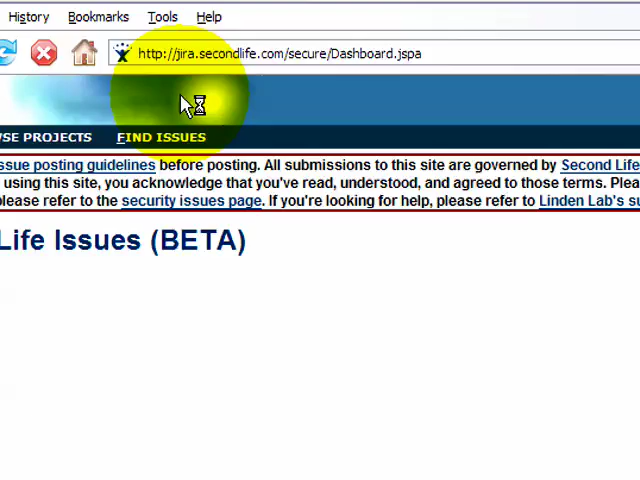 History Bookmarks Tools Help
http://jira.secondlife.com/secure/Dashboard.jspa
WSE PROJECTS FIND ISSUES
ssue posting guidelines before posting. All submissions to this site are governed by Second Life
using this site, you acknowledge that you've read, understood, and agreed to those terms. Plea
please refer to the security issues page. If you're looking for help, please refer to Linden Lab's su
Life Issues (BETA)